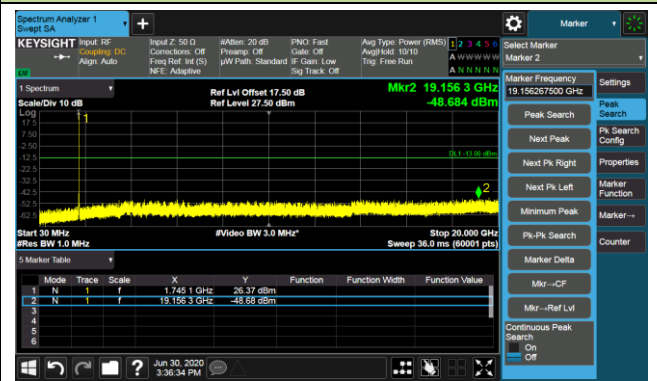 Spectrum Analyzer 1
Swept SA
+
Marker
KEYSIGHT
Input: RF
Coupling: DC
Align: Auto
Input Z: 50 Ω
Corrections: Off
Freq Ref: Int (S)
NFE: Adaptive
#Atten: 20 dB
Preamp: Off
µW Path: Standard
PNO: Fast
Gate: Off
IF Gain: Low
Sig Track: Off
Avg Type: Power (RMS)
Avg|Hold: 10/10
Trig: Free Run
1 2 3 4 5 6
A W W W W W
A N N N N N
Select Marker
Marker 2
1 Spectrum
Scale/Div 10 dB
Ref Lvl Offset 17.50 dB
Ref Level 27.50 dBm
Mkr2 19.156 3 GHz
-48.684 dBm
Log
17.5
7.50
-2.50
-12.5
-22.5
-32.5
-42.5
-52.5
-62.5
1
DL1 -13.00 dBm
2
Start 30 MHz
#Res BW 1.0 MHz
#Video BW 3.0 MHz*
Stop 20.000 GHz
Sweep 36.0 ms (60001 pts)
5 Marker Table
Mode Trace Scale X Y Function Function Width Function Value
1 N 1 f 1.745 1 GHz 26.37 dBm
2 N 1 f 19.156 3 GHz -48.68 dBm
3
4
5
6
Marker Frequency
19.156267500 GHz
Peak Search
Next Peak
Next Pk Right
Next Pk Left
Minimum Peak
Pk-Pk Search
Marker Delta
Mkr→CF
Mkr→Ref Lvl
Continuous Peak
Search
On
Off
Settings
Peak
Search
Pk Search
Config
Properties
Marker
Function
Marker→
Counter
?
Jun 30, 2020
3:36:34 PM